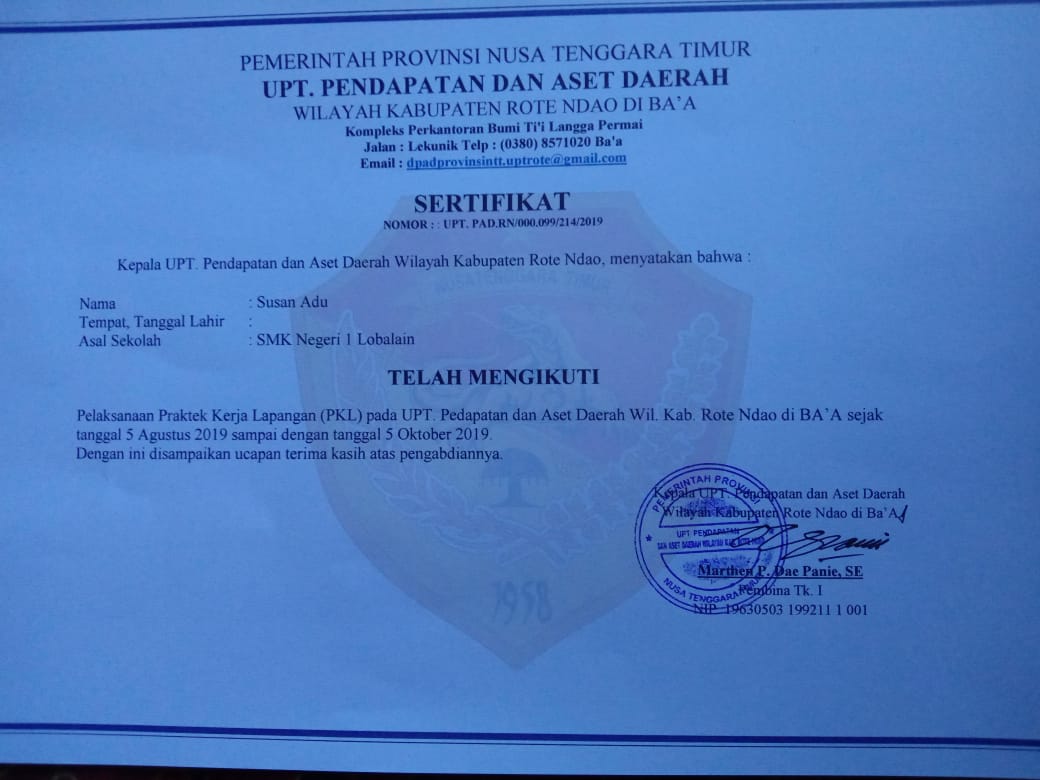 PEMERINTAH PROVINSI NUSA TENGGARA TIMUR
UPT. PENDAPATAN DAN ASET DAERAH
WILAYAH KABUPATEN ROTE NDAO DI BA'A
Kompleks Perkantoran Bumi Ti'i Langga Permai
Jalan : Lekunik Telp : (0380) 8571020 Ba'a
Email : dpadprovinsintt.uptrote@gmail.com
SERTIFIKAT
NOMOR : : UPT. PAD.RN/000.099/214/2019
Kepala UPT. Pendapatan dan Aset Daerah Wilayah Kabupaten Rote Ndao, menyatakan bahwa :
Nama : Susan Adu
Tempat, Tanggal Lahir :
Asal Sekolah : SMK Negeri 1 Lobalain
TELAH MENGIKUTI
Pelaksanaan Praktek Kerja Lapangan (PKL) pada UPT. Pedapatan dan Aset Daerah Wil. Kab. Rote Ndao di BA'A sejak
tanggal 5 Agustus 2019 sampai dengan tanggal 5 Oktober 2019.
Dengan ini disampaikan ucapan terima kasih atas pengabdiannya.
Kepala UPT. Pendapatan dan Aset Daerah
Wilayah Kabupaten Rote Ndao di Ba'A
Marthen P. Dae Panie, SE
Pembina Tk. I
NIP. 19630503 199211 1 001
PEMERINTAH PROVINSI
UPT PENDAPATAN
DAN ASET DAERAH WILAYAH KAB. ROTE NDAO
NUSA TENGGARA TIMUR
NUSA TENGGARA TIMUR
1958